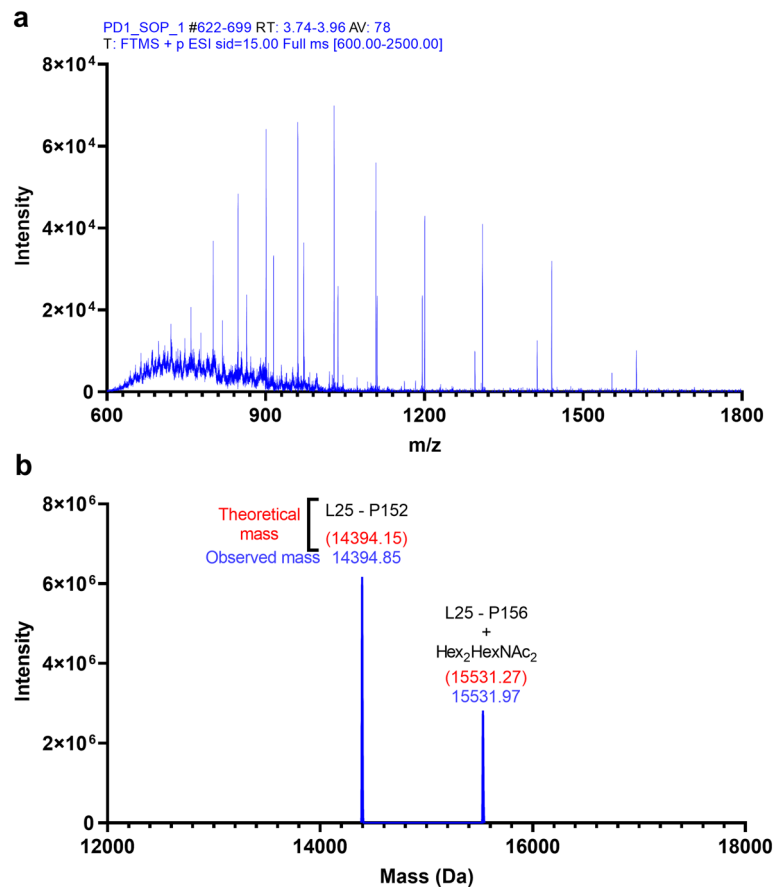 a
PD1_SOP_1 #622-699 RT: 3.74-3.96 AV: 78
T: FTMS + p ESI sid=15.00 Full ms [600.00-2500.00]
8×10⁴
6×10⁴
4×10⁴
2×10⁴
0
Intensity
600 900 1200 1500 1800
m/z
b
8×10⁶
6×10⁶
4×10⁶
2×10⁶
0
Intensity
Theoretical
mass
L25 - P152
(14394.15)
Observed mass 14394.85
L25 - P156
+
Hex₂HexNAc₂
(15531.27)
15531.97
12000 14000 16000 18000
Mass (Da)